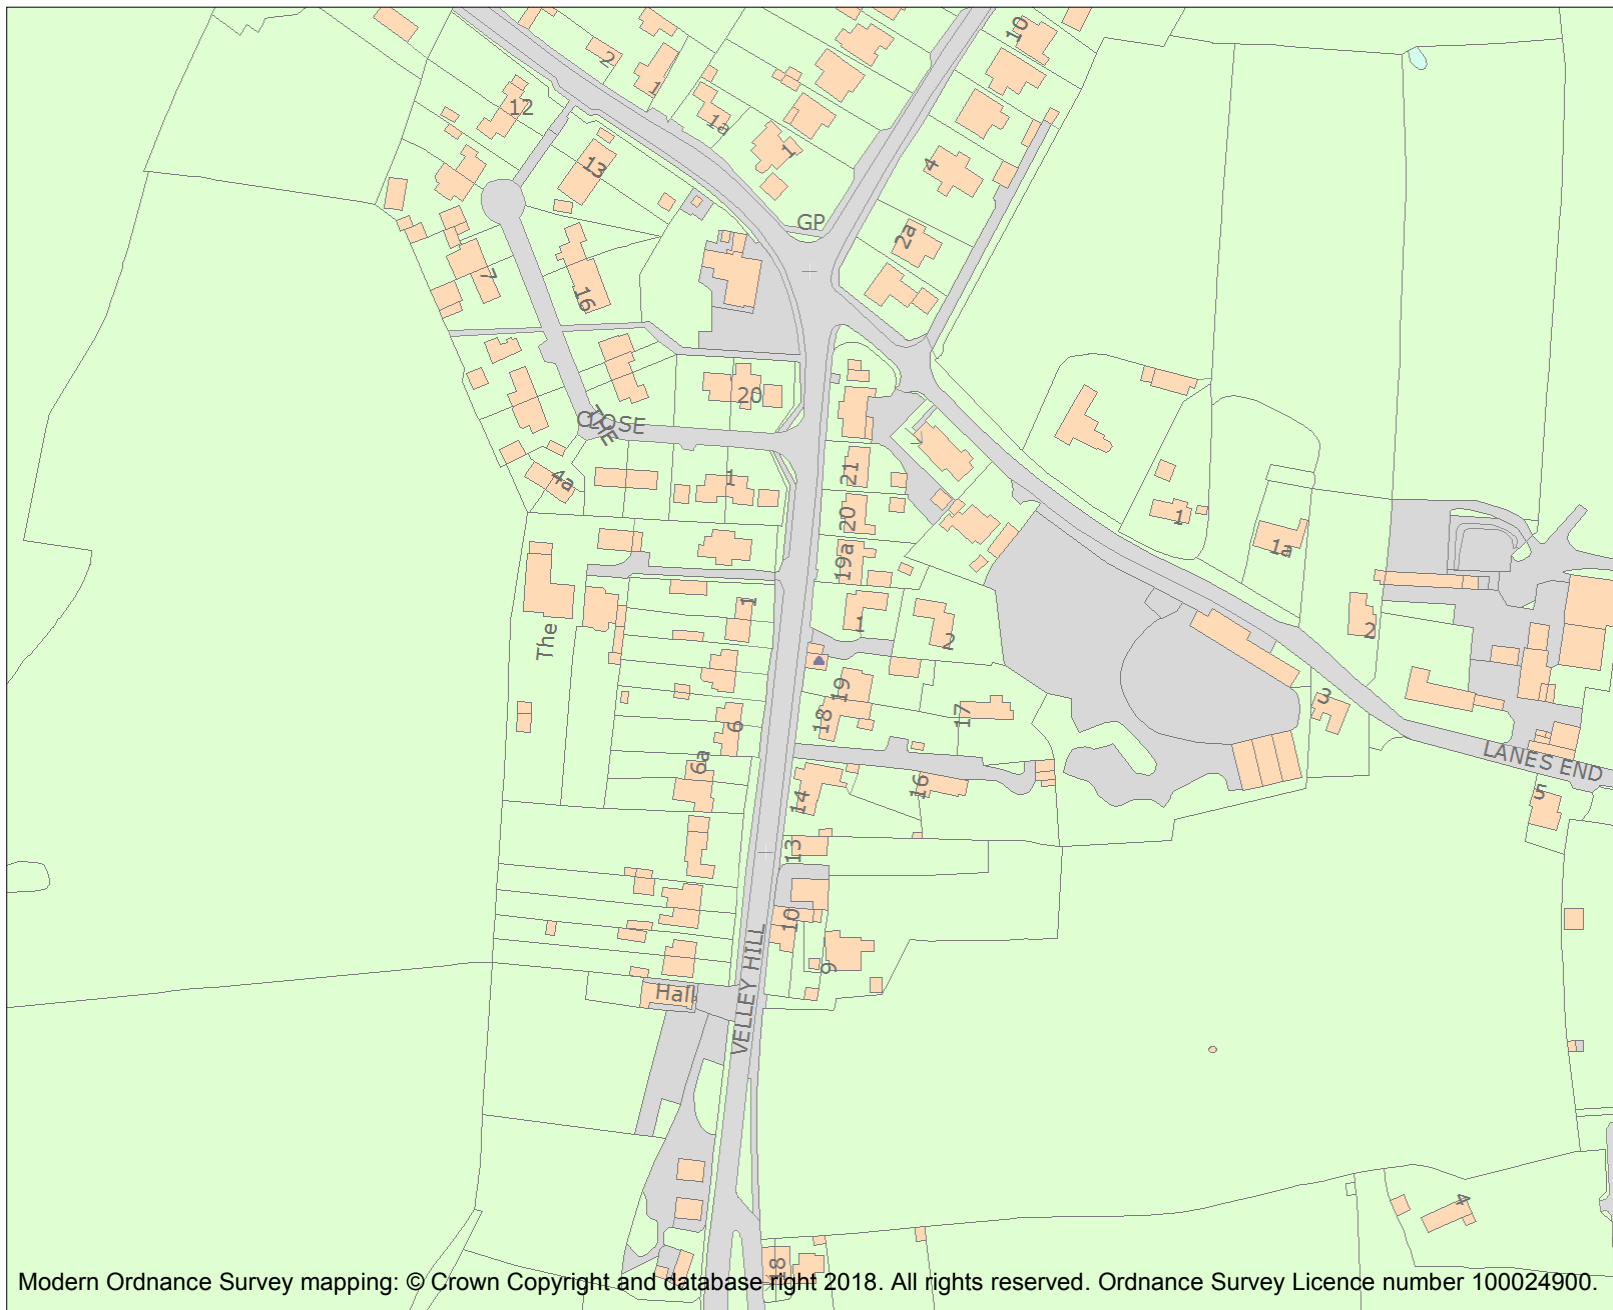 10
2
1
12
1a
1
13
4
GP
2a
7
16
20
THE
CLOSE
4a
1
21
20
19a
1
1a
1
1
2
2
The
19
18
17
3
6
6a
16
14
LANES END
5
13
10
9
Hall
VELLEY HILL
4
18
Modern Ordnance Survey mapping: © Crown Copyright and database right 2018. All rights reserved. Ordnance Survey Licence number 100024900.